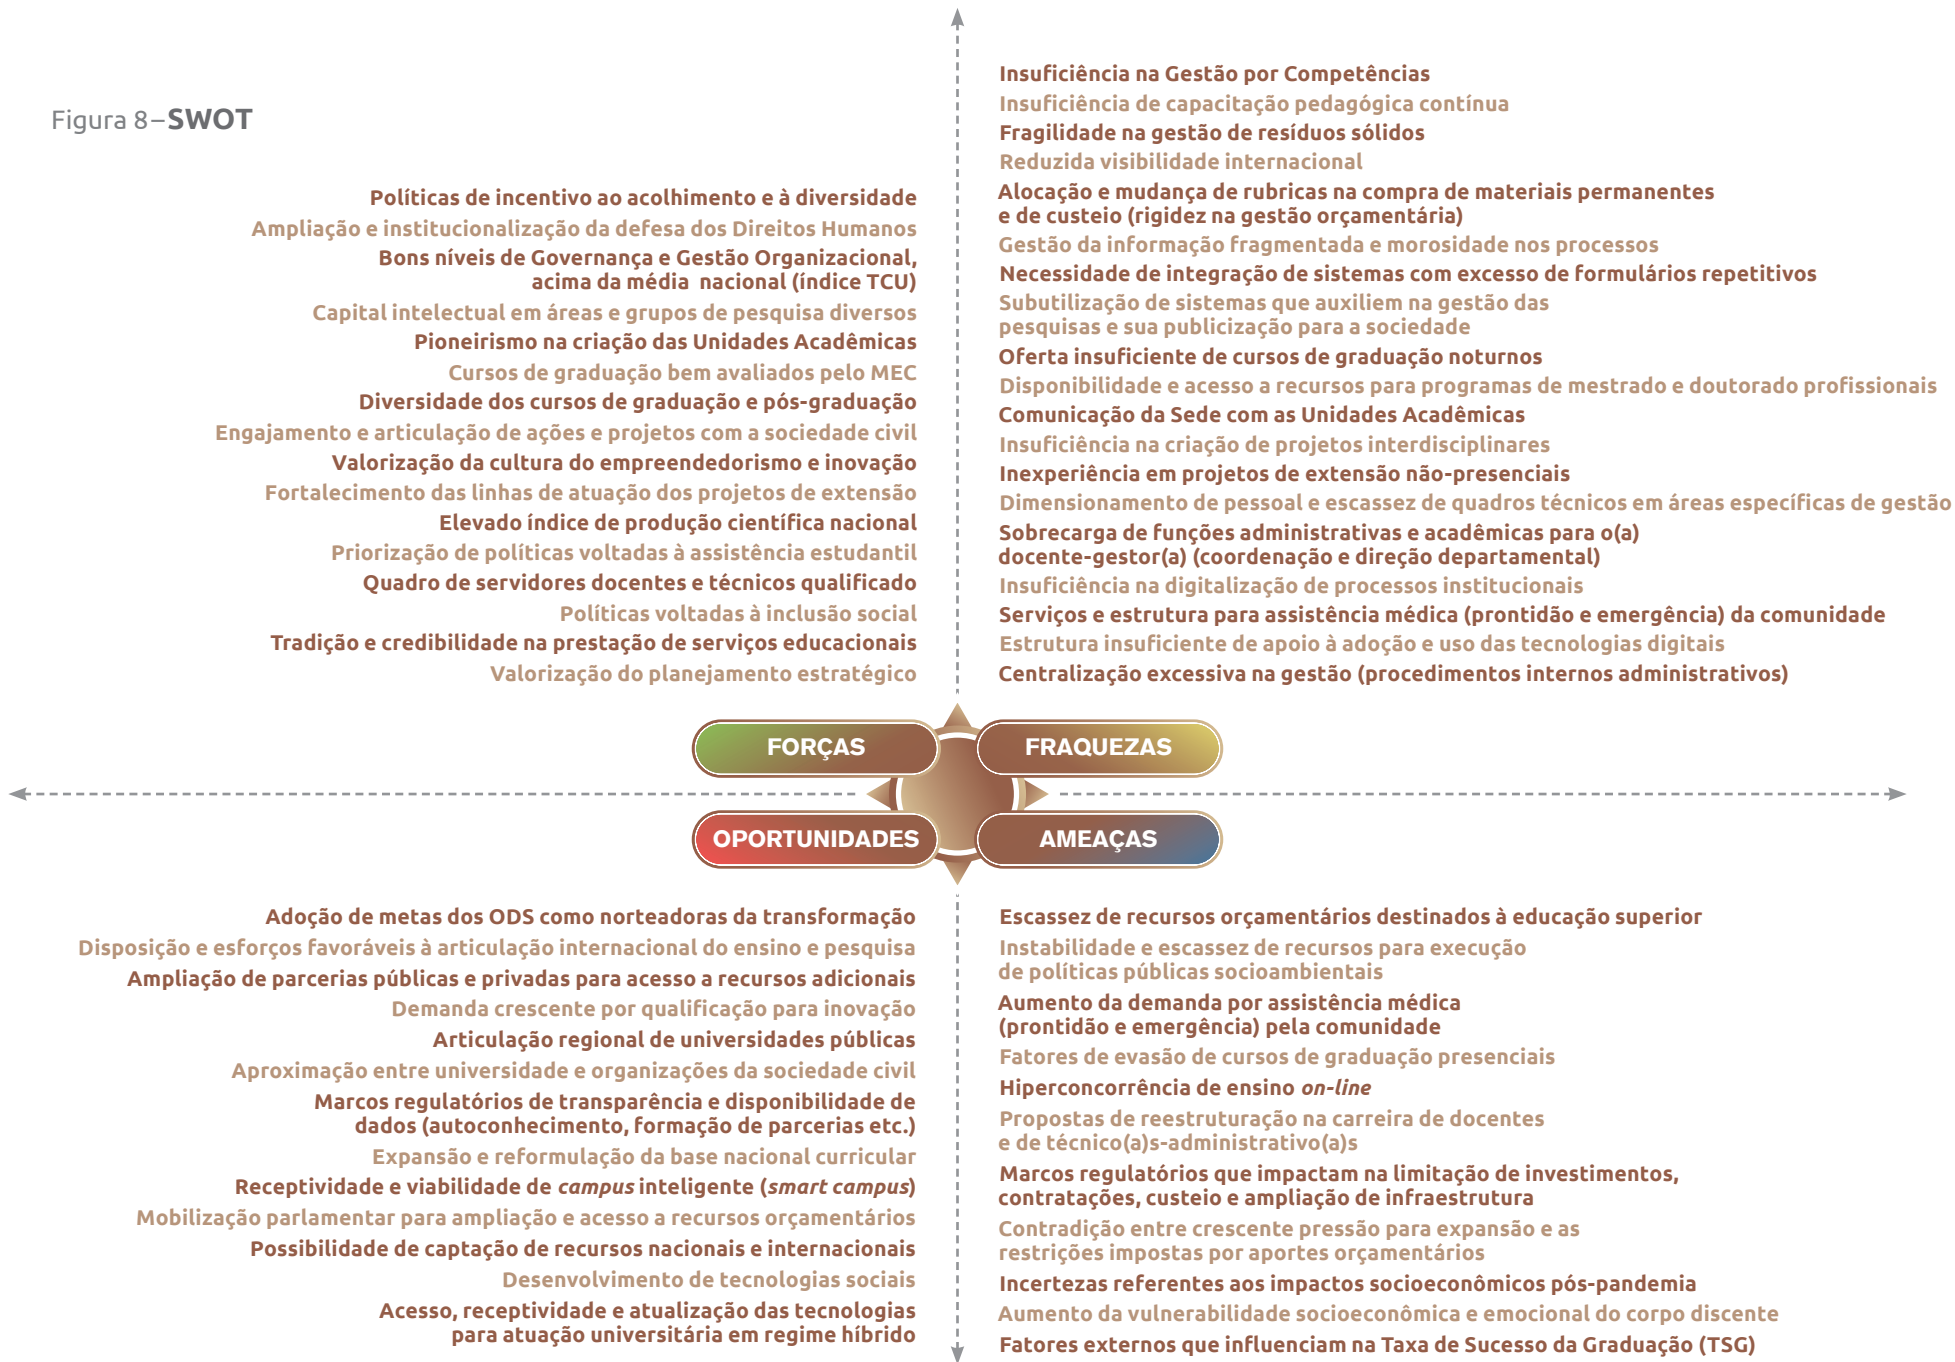 Figura 8–SWOT
Políticas de incentivo ao acolhimento e à diversidade
Ampliação e institucionalização da defesa dos Direitos Humanos
Bons níveis de Governança e Gestão Organizacional,
acima da média nacional (índice TCU)
Capital intelectual em áreas e grupos de pesquisa diversos
Pioneirismo na criação das Unidades Acadêmicas
Cursos de graduação bem avaliados pelo MEC
Diversidade dos cursos de graduação e pós-graduação
Engajamento e articulação de ações e projetos com a sociedade civil
Valorização da cultura do empreendedorismo e inovação
Fortalecimento das linhas de atuação dos projetos de extensão
Elevado índice de produção científica nacional
Priorização de políticas voltadas à assistência estudantil
Quadro de servidores docentes e técnicos qualificado
Políticas voltadas à inclusão social
Tradição e credibilidade na prestação de serviços educacionais
Valorização do planejamento estratégico
Insuficiência na Gestão por Competências
Insuficiência de capacitação pedagógica contínua
Fragilidade na gestão de resíduos sólidos
Reduzida visibilidade internacional
Alocação e mudança de rubricas na compra de materiais permanentes
e de custeio (rigidez na gestão orçamentária)
Gestão da informação fragmentada e morosidade nos processos
Necessidade de integração de sistemas com excesso de formulários repetitivos
Subutilização de sistemas que auxiliem na gestão das
pesquisas e sua publicização para a sociedade
Oferta insuficiente de cursos de graduação noturnos
Disponibilidade e acesso a recursos para programas de mestrado e doutorado profissionais
Comunicação da Sede com as Unidades Acadêmicas
Insuficiência na criação de projetos interdisciplinares
Inexperiência em projetos de extensão não-presenciais
Dimensionamento de pessoal e escassez de quadros técnicos em áreas específicas de gestão
Sobrecarga de funções administrativas e acadêmicas para o(a)
docente-gestor(a) (coordenação e direção departamental)
Insuficiência na digitalização de processos institucionais
Serviços e estrutura para assistência médica (prontidão e emergência) da comunidade
Estrutura insuficiente de apoio à adoção e uso das tecnologias digitais
Centralização excessiva na gestão (procedimentos internos administrativos)
FORÇAS
FRAQUEZAS
OPORTUNIDADES
AMEAÇAS
Adoção de metas dos ODS como norteadoras da transformação
Disposição e esforços favoráveis à articulação internacional do ensino e pesquisa
Ampliação de parcerias públicas e privadas para acesso a recursos adicionais
Demanda crescente por qualificação para inovação
Articulação regional de universidades públicas
Aproximação entre universidade e organizações da sociedade civil
Marcos regulatórios de transparência e disponibilidade de
dados (autoconhecimento, formação de parcerias etc.)
Expansão e reformulação da base nacional curricular
Receptividade e viabilidade de campus inteligente (smart campus)
Mobilização parlamentar para ampliação e acesso a recursos orçamentários
Possibilidade de captação de recursos nacionais e internacionais
Desenvolvimento de tecnologias sociais
Acesso, receptividade e atualização das tecnologias
para atuação universitária em regime híbrido
Escassez de recursos orçamentários destinados à educação superior
Instabilidade e escassez de recursos para execução
de políticas públicas socioambientais
Aumento da demanda por assistência médica
(prontidão e emergência) pela comunidade
Fatores de evasão de cursos de graduação presenciais
Hiperconcorrência de ensino on-line
Propostas de reestruturação na carreira de docentes
e de técnico(a)s-administrativo(a)s
Marcos regulatórios que impactam na limitação de investimentos,
contratações, custeio e ampliação de infraestrutura
Contradição entre crescente pressão para expansão e as
restrições impostas por aportes orçamentários
Incertezas referentes aos impactos socioeconômicos pós-pandemia
Aumento da vulnerabilidade socioeconômica e emocional do corpo discente
Fatores externos que influenciam na Taxa de Sucesso da Graduação (TSG)